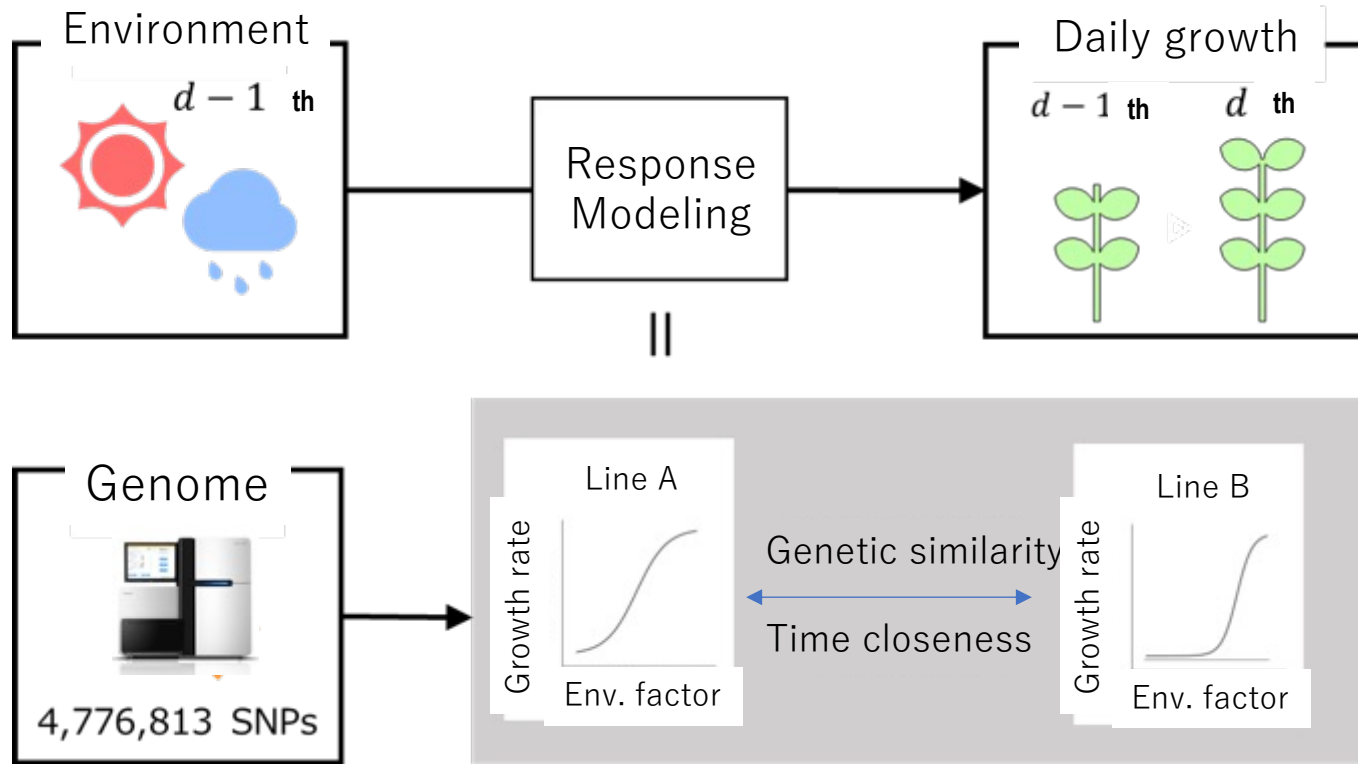 Environment
d − 1 th
Response
Modeling
Daily growth
d − 1 th
d th
Genome
4,776,813 SNPs
Line A
Growth rate
Env. factor
Genetic similarity
Time closeness
Line B
Growth rate
Env. factor